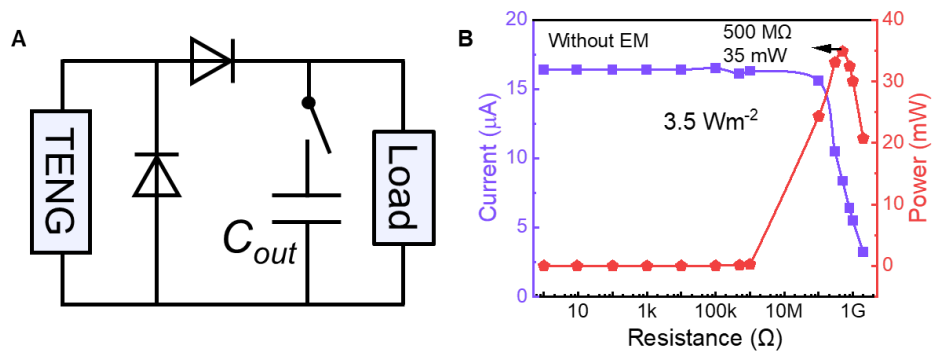 A
TENG
C_out
Load
B
Without EM
500 MΩ
35 mW
3.5 Wm⁻²
Current (μA)
20
15
10
5
0
Power (mW)
40
30
20
10
0
10
1k
100k
10M
1G
Resistance (Ω)